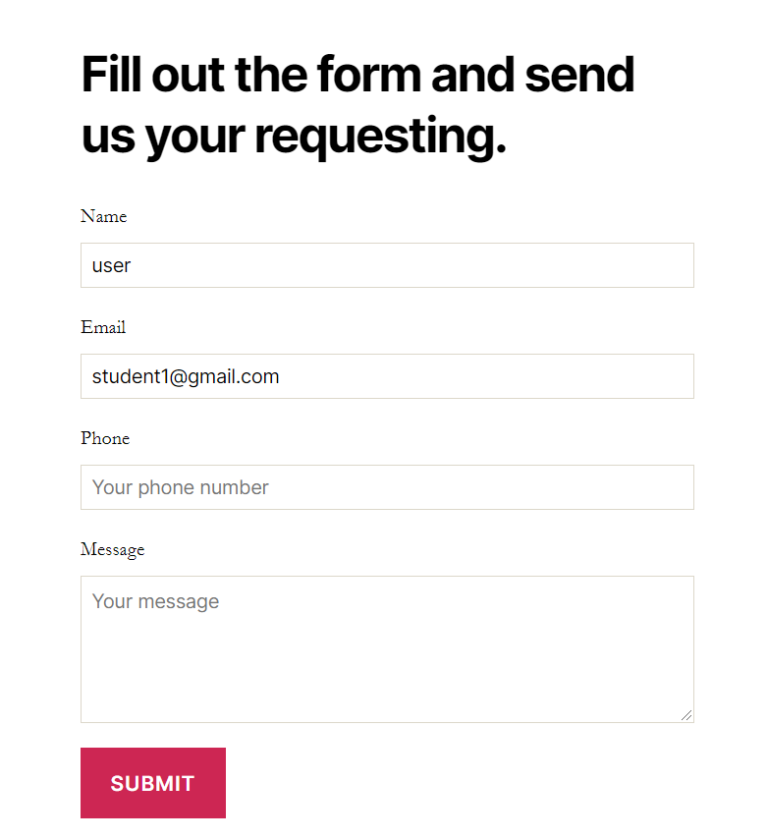 Fill out the form and send
us your requesting.
Name
user
Email
student1@gmail.com
Phone
Your phone number
Message
Your message
SUBMIT